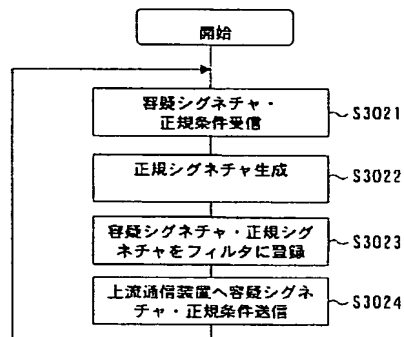 開始
容疑シグネチャ・
正規条件受信
S3021
正規シグネチャ生成
S3022
容疑シグネチャ・正規シグ
ネチャをフィルタに登録
S3023
上流通信装置へ容疑シグネ
チャ・正規条件送信
S3024